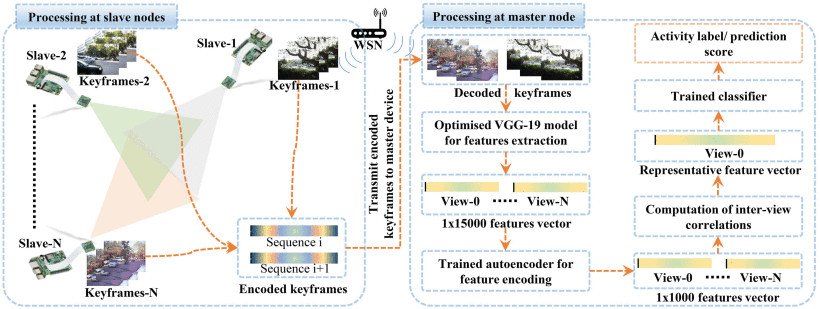 Processing at slave nodes
Slave-2
Slave-1
Keyframes-2
Keyframes-1
Slave-N
Keyframes-N
Sequence i
Sequence i+1
Encoded keyframes
WSN
Transmit encoded
keyframes to master device
Processing at master node
Decoded keyframes
Optimised VGG-19 model
for features extraction
View-0 View-N
1x15000 features vector
Trained autoencoder for
feature encoding
View-0 View-N
1x1000 features vector
Computation of inter-view
correlations
View-0
Representative feature vector
Trained classifier
Activity label/ prediction
score